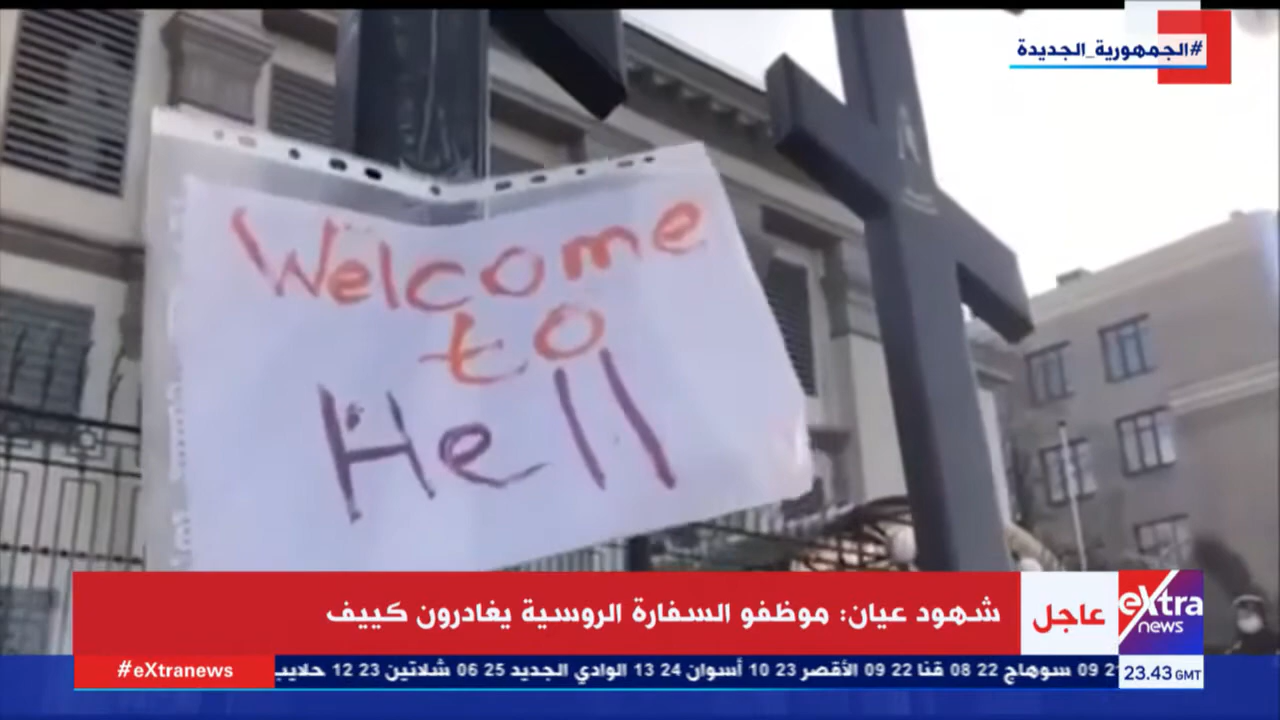 #الجمهورية_الجديدة
Welcome
to
Hell
عاجل
شهود عيان: موظفو السفارة الروسية يغادرون كييف
eXtra
news
#eXtranews
09 سوهاج 22 08 قنا 22 09 الأقصر 23 10 أسوان 24 13 الوادي الجديد 25 06 شلاتين 23 12 حلايب
23.43 GMT